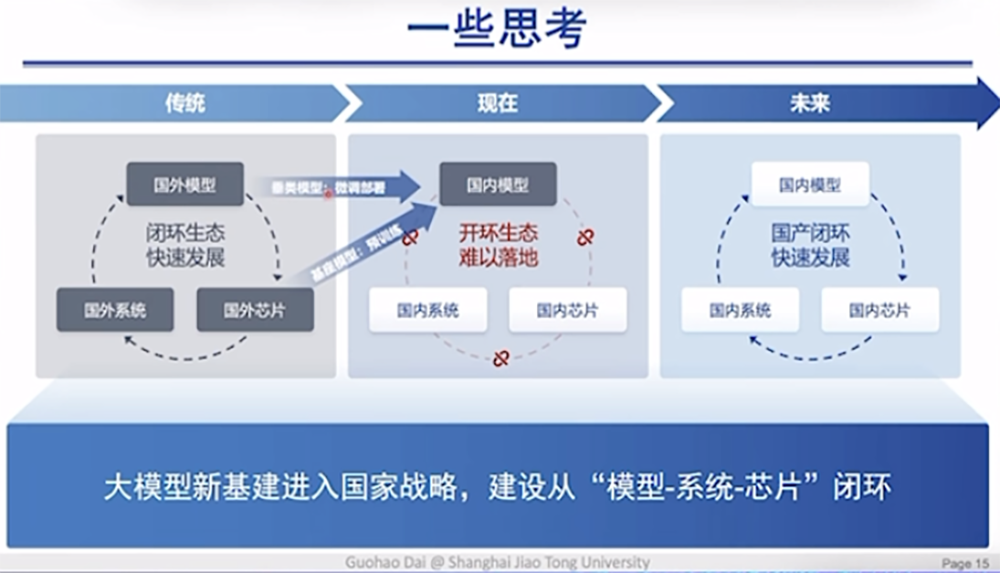 一些思考
传统
现在
未来
国外模型
闭环生态
快速发展
国外系统
国外芯片
垂类模型：微调部署
基座模型：预训练
国内模型
开环生态
难以落地
国内系统
国内芯片
国内模型
国产闭环
快速发展
国内系统
国内芯片
大模型新基建进入国家战略，建设从“模型-系统-芯片”闭环
Guohao Dai @ Shanghai Jiao Tong University
Page 15